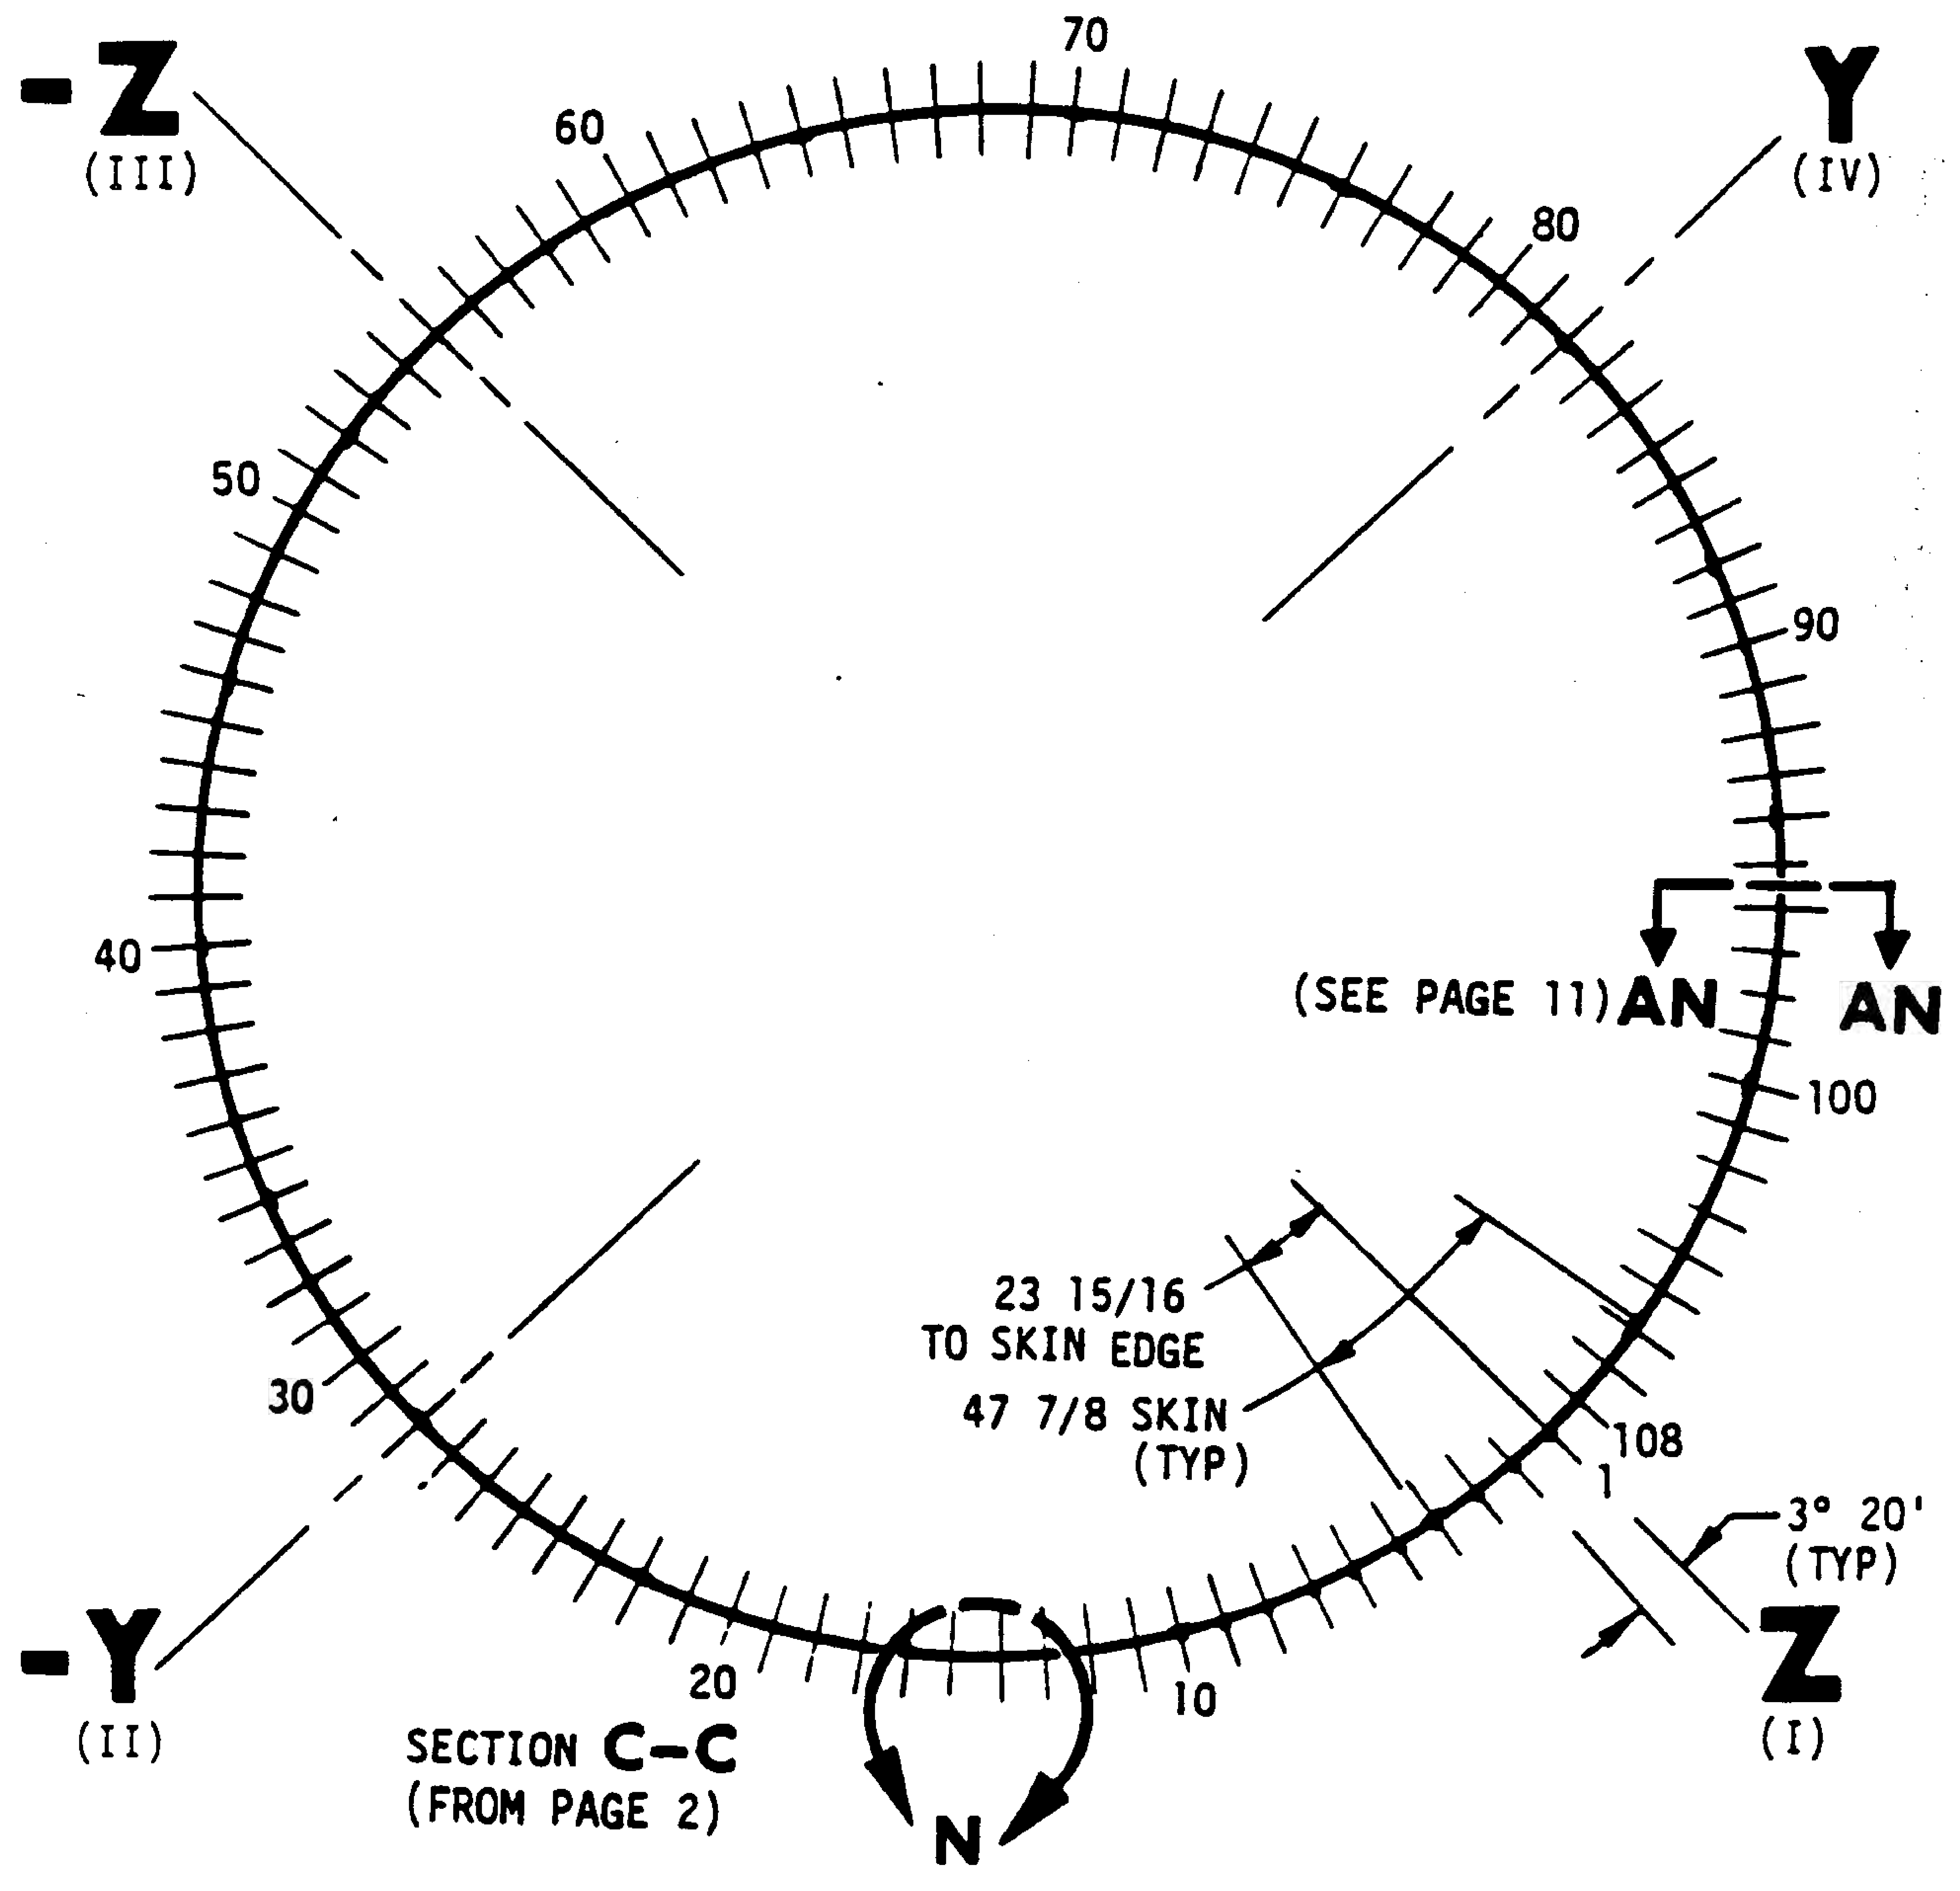 70
-Z
(III)
60
Y
(IV)
80
50
90
40
(SEE PAGE 11) AN AN
100
23 15/16
TO SKIN EDGE
47 7/8 SKIN
(TYP)
30
108
1
3° 20'
(TYP)
-Y
(II)
20
10
Z
(I)
SECTION C-C
(FROM PAGE 2)
N